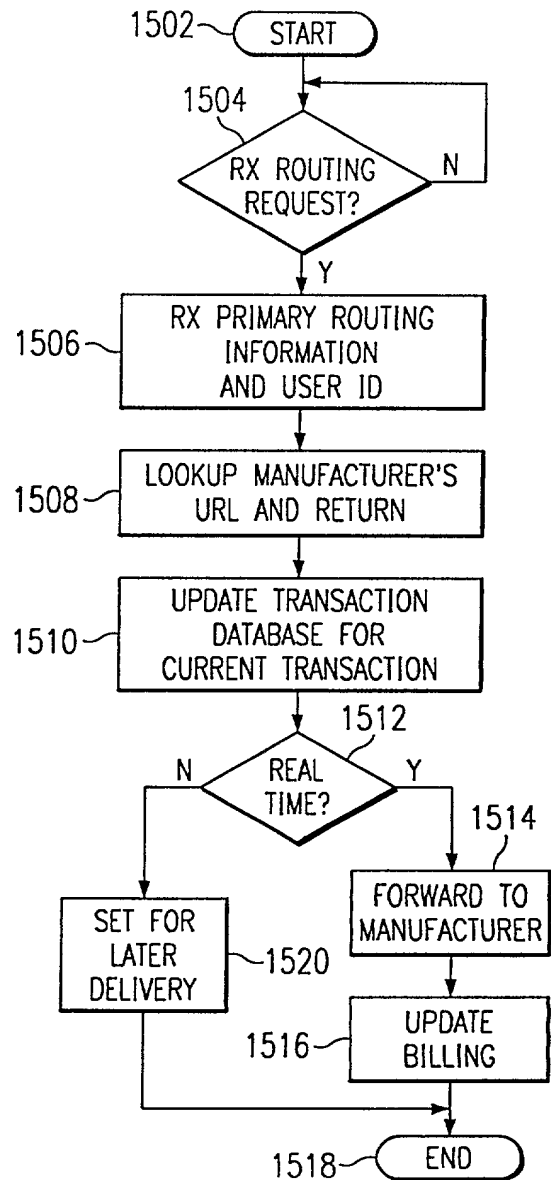 1502
START
1504
RX ROUTING
REQUEST?
N
Y
1506
RX PRIMARY ROUTING
INFORMATION
AND USER ID
1508
LOOKUP MANUFACTURER'S
URL AND RETURN
1510
UPDATE TRANSACTION
DATABASE FOR
CURRENT TRANSACTION
1512
N
REAL
TIME?
Y
1514
FORWARD TO
MANUFACTURER
SET FOR
LATER
DELIVERY
1520
1516
UPDATE
BILLING
1518
END